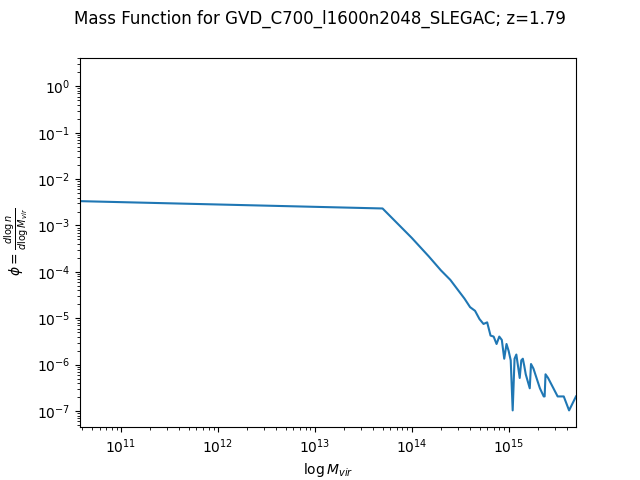 Mass Function for GVD_C700_l1600n2048_SLEGAC; z=1.79
10⁰
10⁻¹
10⁻²
10⁻³
10⁻⁴
10⁻⁵
10⁻⁶
10⁻⁷
ϕ = d log n / d log M_vir
10¹¹ 10¹² 10¹³ 10¹⁴ 10¹⁵
log M_vir